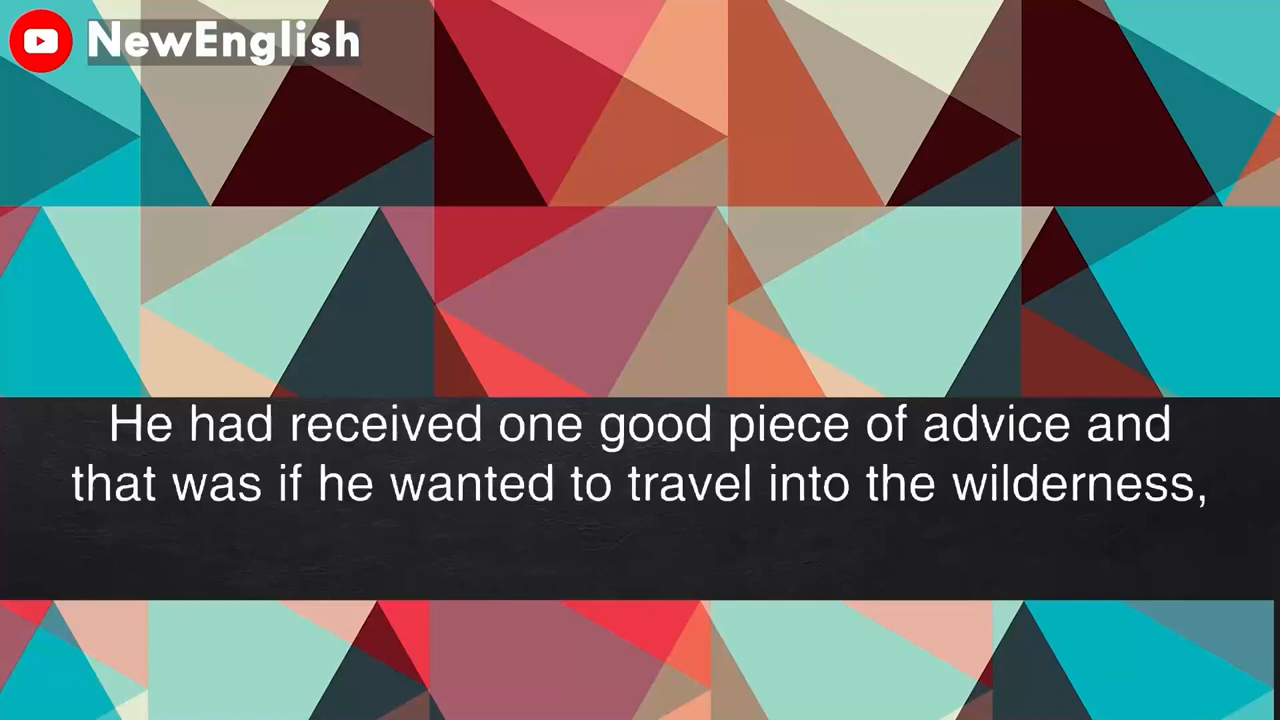 NewEnglish
He had received one good piece of advice and
that was if he wanted to travel into the wilderness,